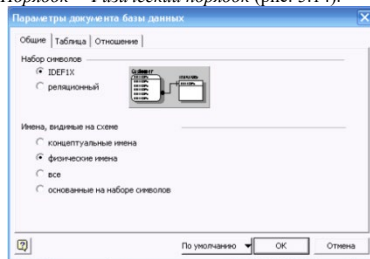 Порядок – Физический порядок (рис. 5.14).
Параметры документа базы данных
Общие Таблица Отношение
Набор символов
IDEF1X
реляционный
Имена, видимые на схеме
концептуальные имена
физические имена
все
основанные на наборе символов
По умолчанию OK Отмена